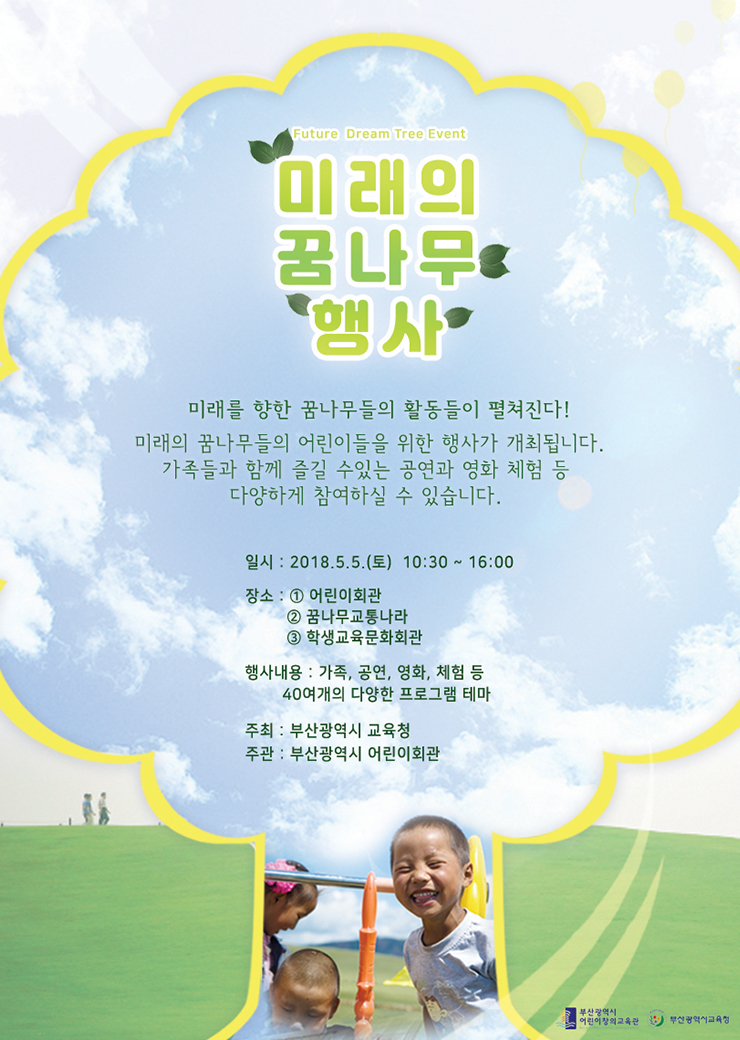 Future Dream Tree Event
미래의
꿈나무
행사
미래를 향한 꿈나무들의 활동들이 펼쳐진다!
미래의 꿈나무들의 어린이들을 위한 행사가 개최됩니다.
가족들과 함께 즐길 수있는 공연과 영화 체험 등
다양하게 참여하실 수 있습니다.
일시 : 2018.5.5.(토) 10:30 ~ 16:00
장소 : ① 어린이회관
② 꿈나무교통나라
③ 학생교육문화회관
행사내용 : 가족, 공연, 영화, 체험 등
40여개의 다양한 프로그램 테마
주최 : 부산광역시 교육청
주관 : 부산광역시 어린이회관
부산광역시
어린이창의교육관
부산광역시교육청